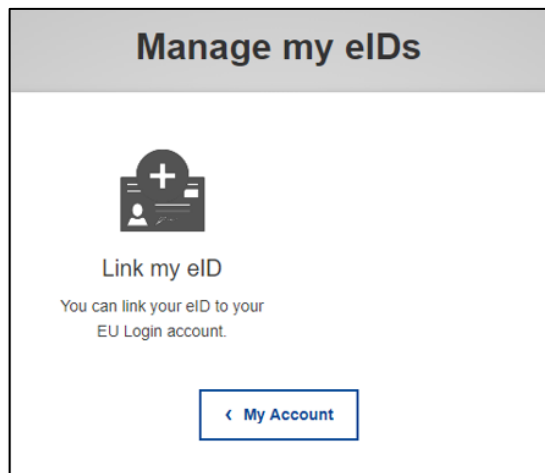 Manage my eIDs
Link my eID
You can link your eID to your
EU Login account.
‹ My Account